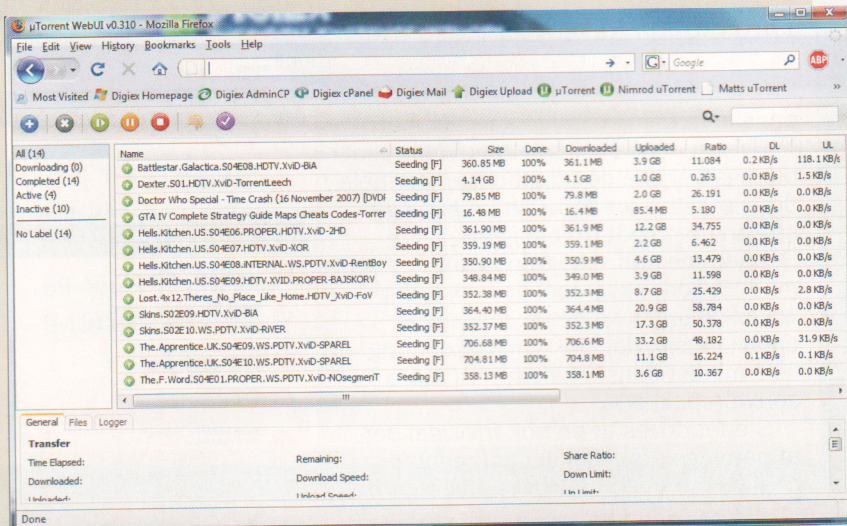 µTorrent WebUI v0.310 - Mozilla Firefox
File Edit View History Bookmarks Tools Help
G Google ABP
Most Visited Digiex Homepage Digiex AdminCP Digiex cPanel Digiex Mail Digiex Upload µTorrent Nimrod uTorrent Matts uTorrent »
All (14)
Downloading (0)
Completed (14)
Active (4)
Inactive (10)
No Label (14)
Name Status Size Done Downloaded Uploaded Ratio DL UL
Battlestar.Galactica.S04E08.HDTV.XviD-BiA Seeding [F] 360.85 MB 100% 361.1 MB 3.9 GB 11.084 0.2 KB/s 118.1 KB/s
Dexter.S01.HDTV.XviD-TorrentLeech Seeding [F] 4.14 GB 100% 4.1 GB 1.0 GB 0.263 0.0 KB/s 1.5 KB/s
Doctor Who Special - Time Crash (16 November 2007) [DVDF Seeding [F] 79.85 MB 100% 79.8 MB 2.0 GB 26.191 0.0 KB/s 0.0 KB/s
GTA IV Complete Strategy Guide Maps Cheats Codes-Torrer Seeding [F] 16.48 MB 100% 16.4 MB 85.4 MB 5.180 0.0 KB/s 0.0 KB/s
Hells.Kitchen.US.S04E06.PROPER.HDTV.XviD-2HD Seeding [F] 361.90 MB 100% 361.9 MB 12.2 GB 34.755 0.0 KB/s 0.0 KB/s
Hells.Kitchen.US.S04E07.HDTV.XviD-XOR Seeding [F] 359.19 MB 100% 359.1 MB 2.2 GB 6.462 0.0 KB/s 0.0 KB/s
Hells.Kitchen.US.S04E08.iNTERNAL.WS.PDTV.XviD-RentBoy Seeding [F] 350.90 MB 100% 350.9 MB 4.6 GB 13.479 0.0 KB/s 0.0 KB/s
Hells.Kitchen.US.S04E09.HDTV.XVID.PROPER-BAJSKORV Seeding [F] 348.84 MB 100% 349.0 MB 3.9 GB 11.598 0.0 KB/s 0.0 KB/s
Lost.4x12.Theres_No_Place_Like_Home.HDTV_XviD-FoV Seeding [F] 352.38 MB 100% 352.3 MB 8.7 GB 25.429 0.0 KB/s 2.8 KB/s
Skins.S02E09.HDTV.XviD-BiA Seeding [F] 364.40 MB 100% 364.4 MB 20.9 GB 58.784 0.0 KB/s 0.0 KB/s
Skins.S02E10.WS.PDTV.XviD-RiVER Seeding [F] 352.37 MB 100% 352.3 MB 17.3 GB 50.378 0.0 KB/s 0.0 KB/s
The.Apprentice.UK.S04E09.WS.PDTV.XviD-SPAREL Seeding [F] 706.68 MB 100% 706.6 MB 33.2 GB 48.182 0.0 KB/s 31.9 KB/s
The.Apprentice.UK.S04E10.WS.PDTV.XviD-SPAREL Seeding [F] 704.81 MB 100% 704.8 MB 11.1 GB 16.224 0.1 KB/s 0.1 KB/s
The.F.Word.S04E01.PROPER.WS.PDTV.XviD-NOsegmenT Seeding [F] 358.13 MB 100% 358.1 MB 3.6 GB 10.367 0.0 KB/s 0.0 KB/s
General Files Logger
Transfer
Time Elapsed: Remaining: Share Ratio:
Downloaded: Download Speed: Down Limit:
Uploaded: Upload Speed: Up Limit:
Done